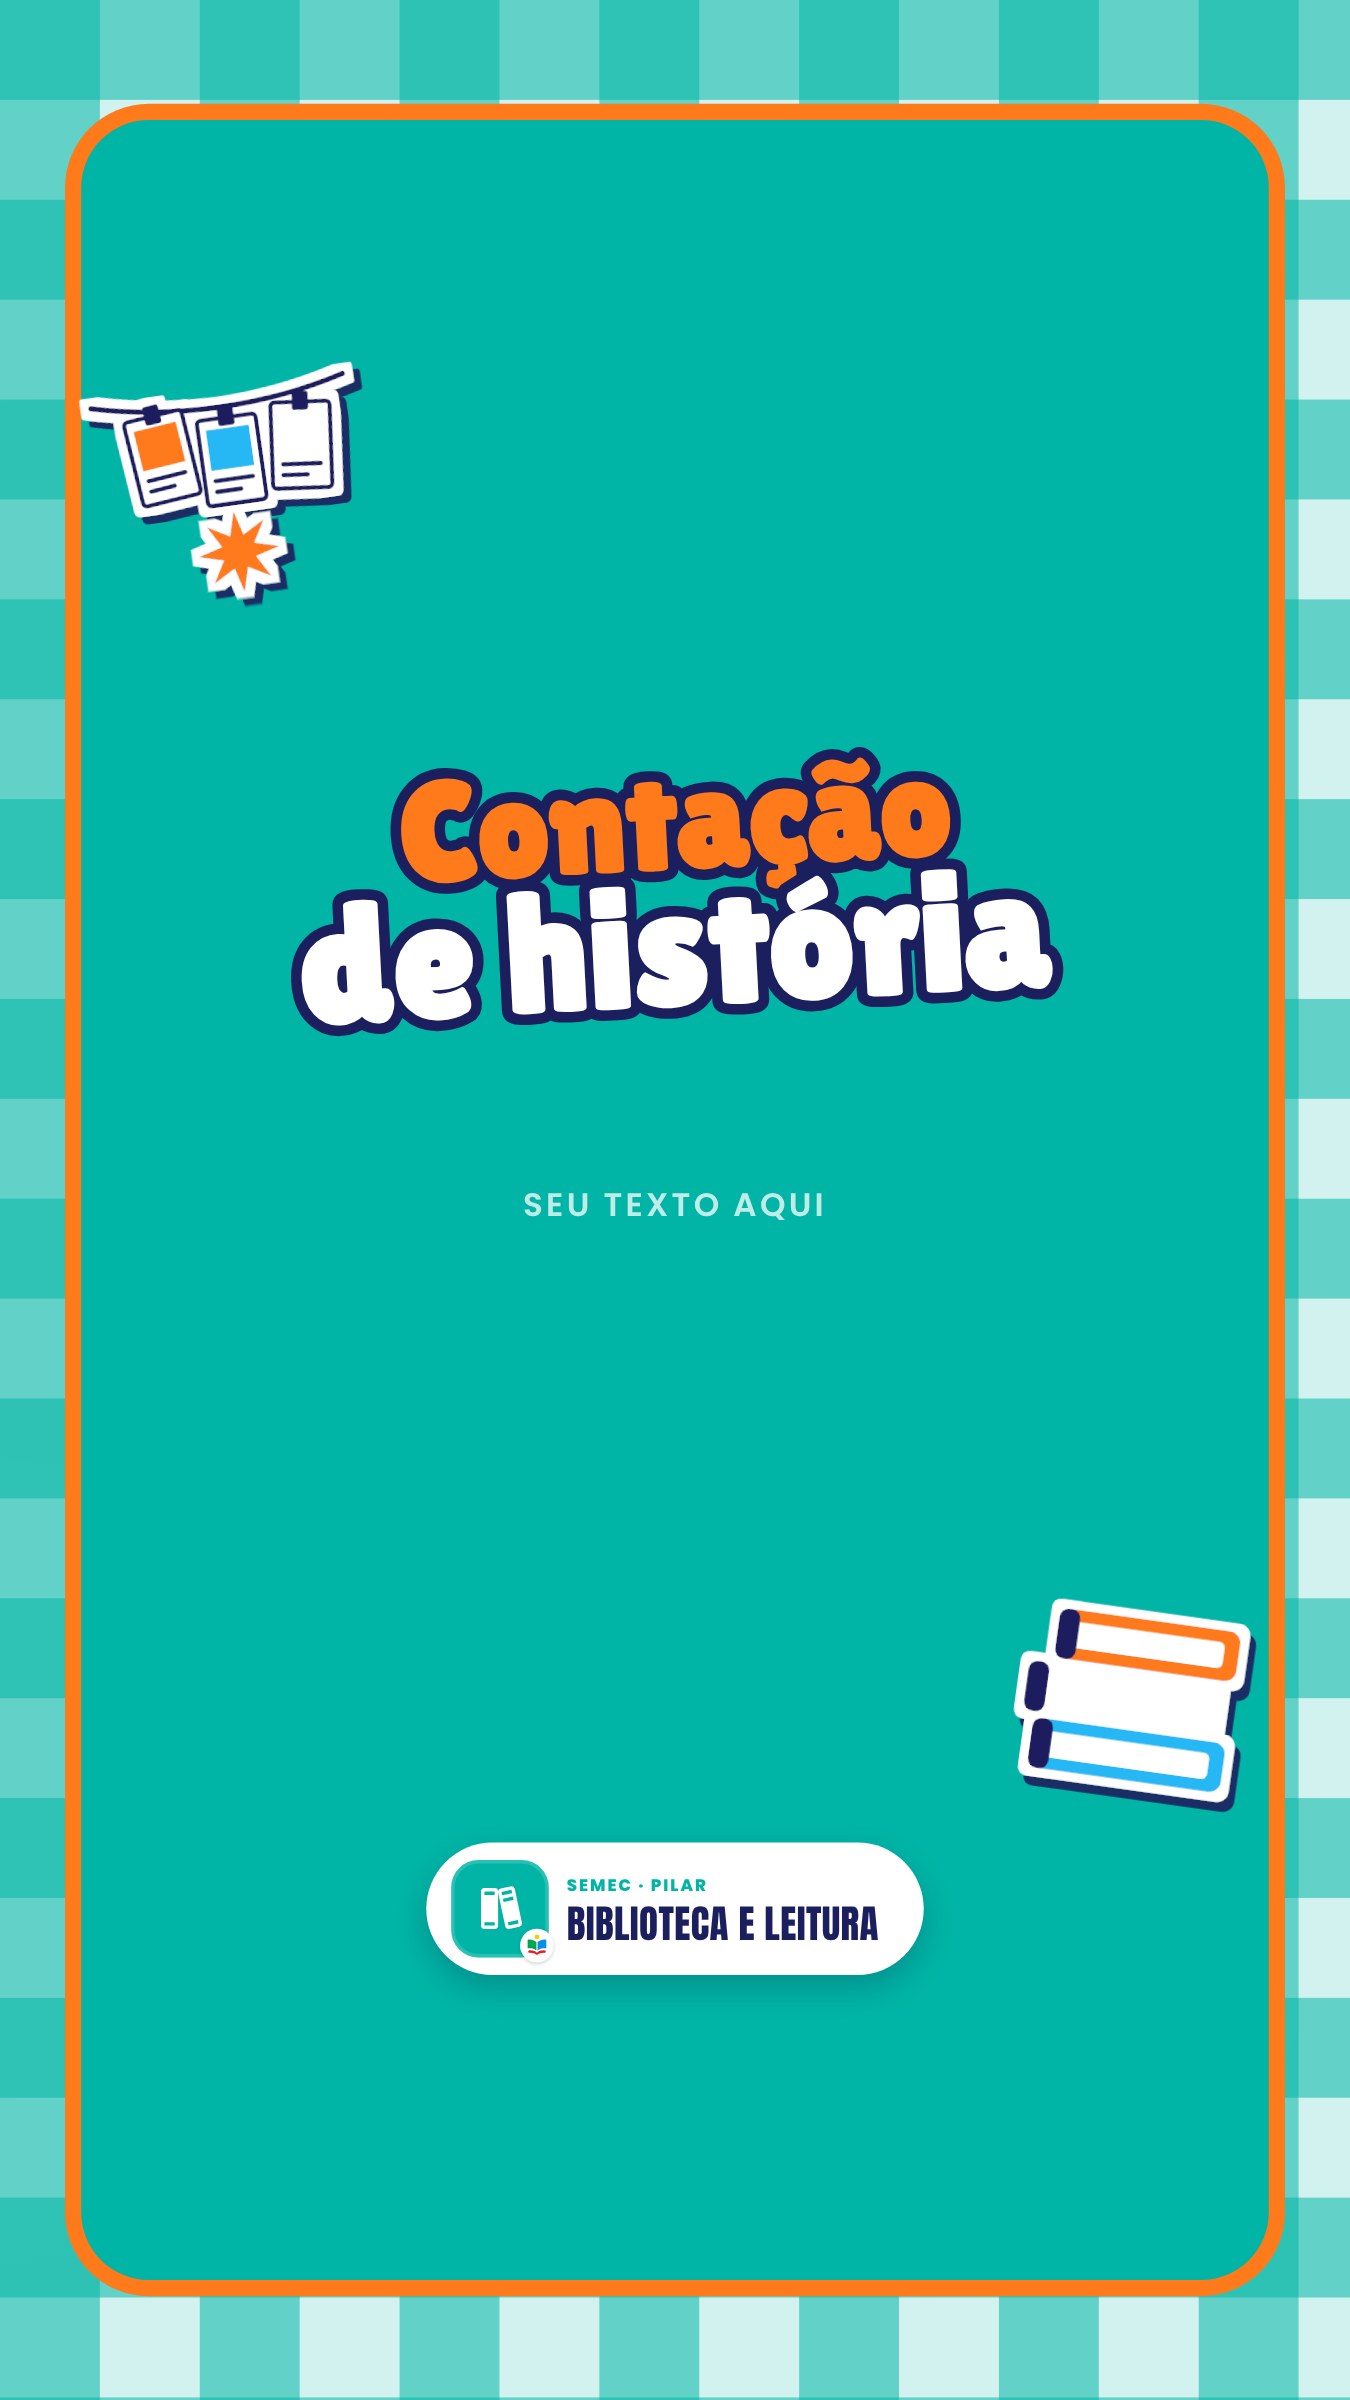 Contação
de história
SEU TEXTO AQUI
SEMEC · PILAR
BIBLIOTECA E LEITURA